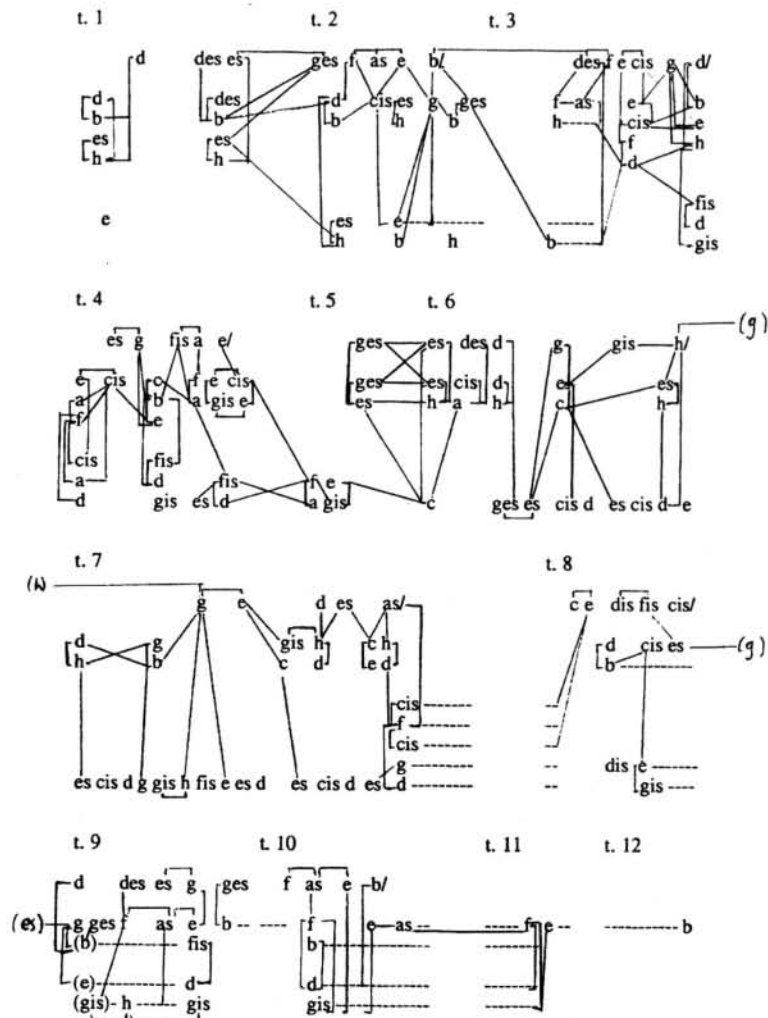 t. 1 t. 2 t. 3
d des es ges f as e b/ des f e cis g d/
d des d cis es g ges f as e b
b b b h b h cis e
es es f h
h h d
fis
e es e d
h b h b gis
t. 4 t. 5 t. 6
es g fis a e/ ges es des d g gis h/ (g)
e cis c f e cis ges es cis d e es
a b a gis e es h a h c h
f e
cis fis
a d fis f e
d gis es d a gis c ges es cis d es cis d e
t. 7 t. 8
(h)
g e d es as/ c e dis fis cis/
d g gis h c h d cis es (g)
h b c d e d b
cis
f
cis
g dis e
es cis d g gis h fis e es d es cis d es d gis
t. 9 t. 10 t. 11 t. 12
d des es g ges f as e b/
(es) g ges f as e b f e as f e b
(b) fis b
(e) d d
(gis) h gis gis